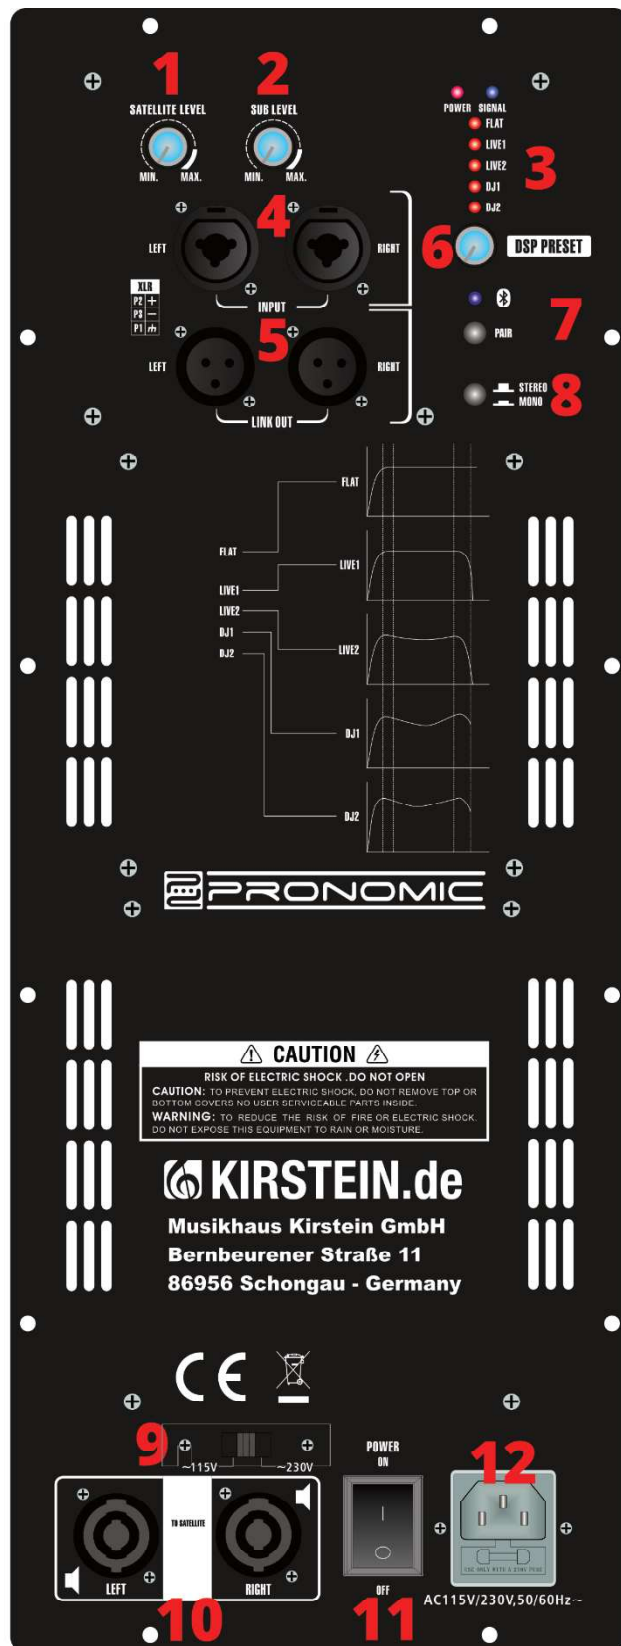 1 2
SATELLITE LEVEL SUB LEVEL
MIN. MAX. MIN. MAX.
POWER SIGNAL
FLAT
LIVE1
LIVE2
DJ1
DJ2
3
4
LEFT RIGHT
INPUT
6 DSP PRESET
XLR
P2 +
P3 −
P1
5
LEFT RIGHT
LINK OUT
PAIR
7
STEREO
MONO
8
FLAT
LIVE1
LIVE2
DJ1
DJ2
FLAT
LIVE1
LIVE2
DJ1
DJ2
PRONOMIC
CAUTION
RISK OF ELECTRIC SHOCK .DO NOT OPEN
CAUTION: TO PREVENT ELECTRIC SHOCK, DO NOT REMOVE TOP OR
BOTTOM COVERS NO USER SERVICEABLE PARTS INSIDE.
WARNING: TO REDUCE THE RISK OF FIRE OR ELECTRIC SHOCK.
DO NOT EXPOSE THIS EQUIPMENT TO RAIN OR MOISTURE.
KIRSTEIN.de
Musikhaus Kirstein GmbH
Bernbeurener Straße 11
86956 Schongau - Germany
CE
9
~115V ~230V
TO SATELLITE
LEFT RIGHT
10
POWER
ON
OFF
11
12
AC115V/230V,50/60Hz~